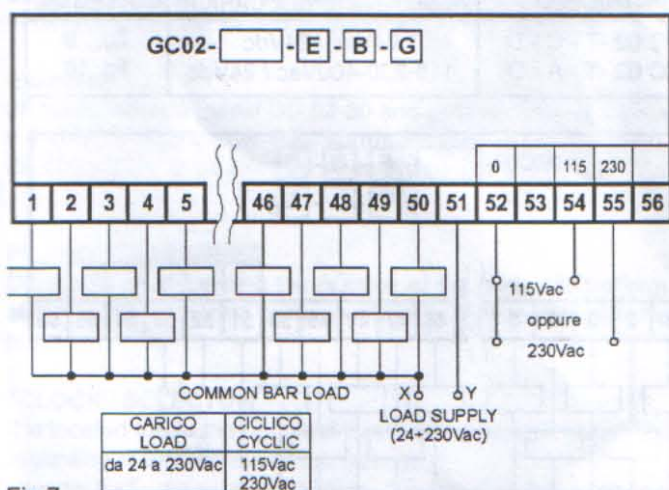 GC02- - E - B - G
0 115 230
1 2 3 4 5 46 47 48 49 50 51 52 53 54 55 56
115Vac
oppure
230Vac
COMMON BAR LOAD X Y
LOAD SUPPLY
(24÷230Vac)
CARICO CICLICO
LOAD CYCLIC
da 24 a 230Vac 115Vac
230Vac